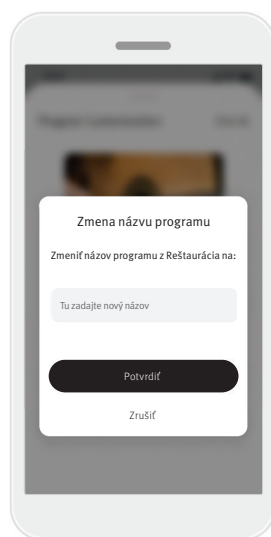 Zmena názvu programu
Zmeniť názov programu z Reštaurácia na:
Tu zadajte nový názov
Potvrdiť
Zrušiť